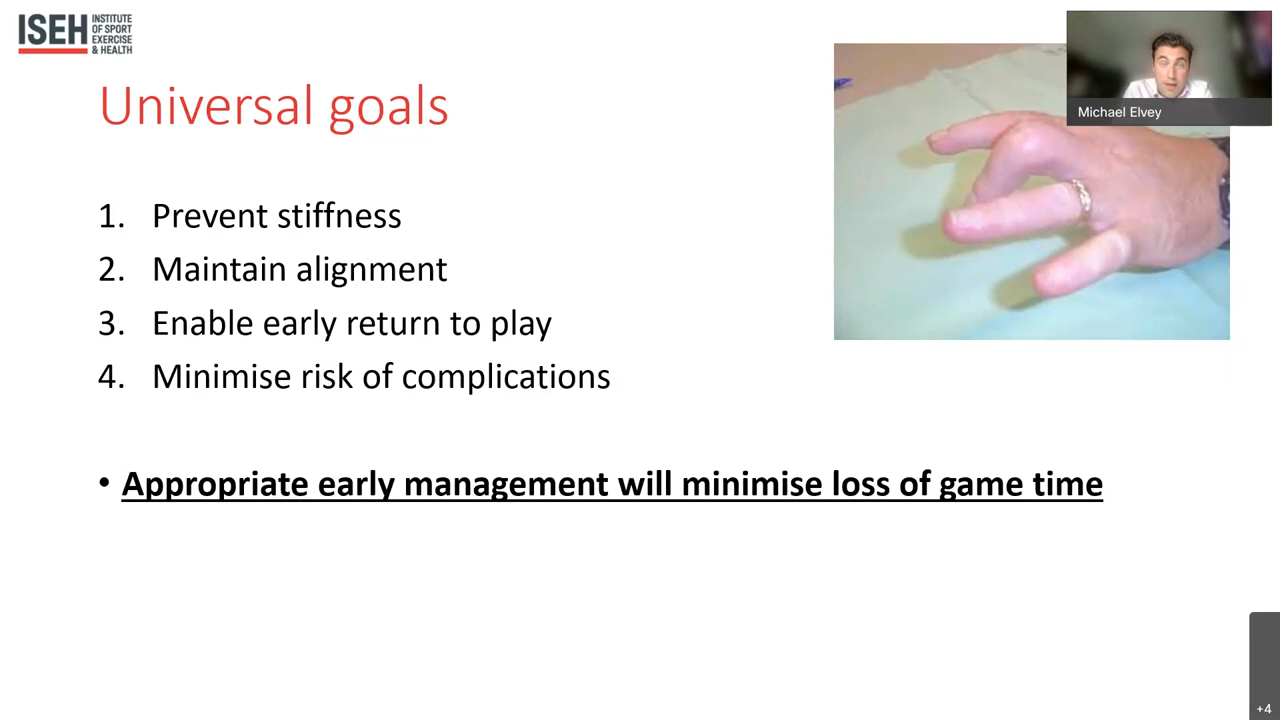 ISEH
INSTITUTE
OF SPORT
EXERCISE
& HEALTH
Universal goals
Michael Elvey
1. Prevent stiffness
2. Maintain alignment
3. Enable early return to play
4. Minimise risk of complications
• Appropriate early management will minimise loss of game time
+4